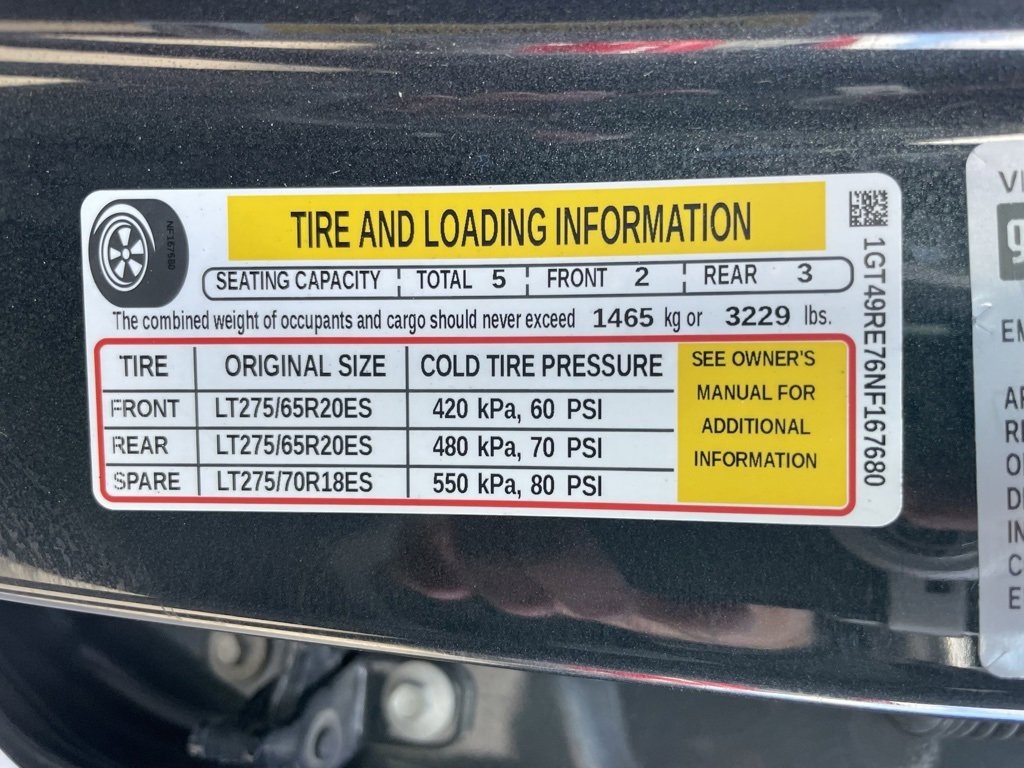 TIRE AND LOADING INFORMATION
SEATING CAPACITY TOTAL 5 FRONT 2 REAR 3
The combined weight of occupants and cargo should never exceed 1465 kg or 3229 lbs.
TIRE ORIGINAL SIZE COLD TIRE PRESSURE
FRONT LT275/65R20ES 420 kPa, 60 PSI
REAR LT275/65R20ES 480 kPa, 70 PSI
SPARE LT275/70R18ES 550 kPa, 80 PSI
SEE OWNER'S
MANUAL FOR
ADDITIONAL
INFORMATION
1GT49RE76NF167680
NF167680